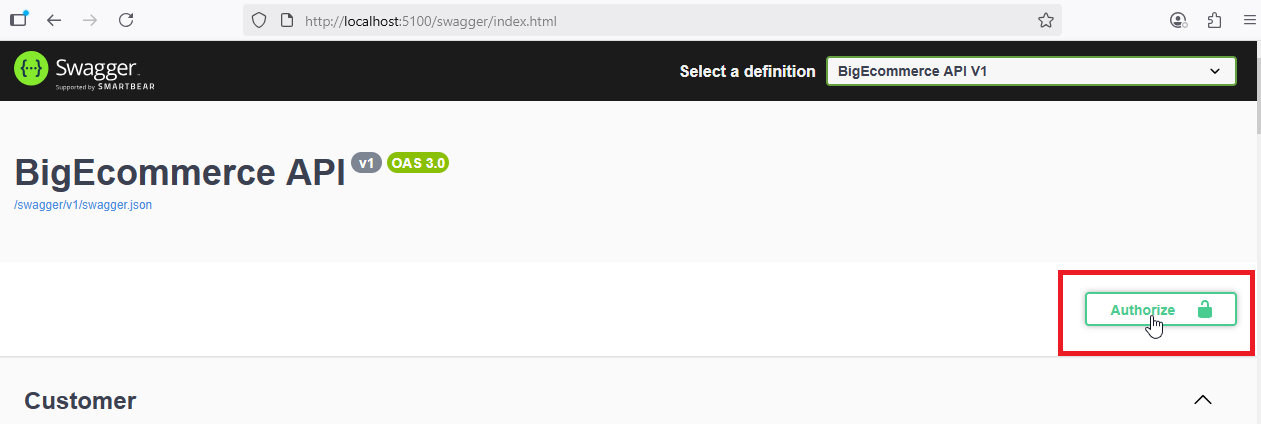 http://localhost:5100/swagger/index.html
Swagger
Supported by SMARTBEAR
Select a definition
BigEcommerce API V1
BigEcommerce API v1 OAS 3.0
/swagger/v1/swagger.json
Authorize
Customer